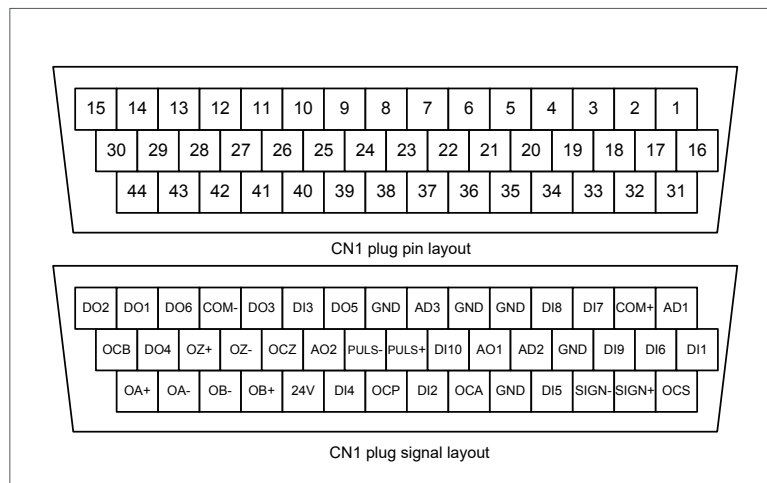 15 14 13 12 11 10 9 8 7 6 5 4 3 2 1
30 29 28 27 26 25 24 23 22 21 20 19 18 17 16
44 43 42 41 40 39 38 37 36 35 34 33 32 31
CN1 plug pin layout
DO2 DO1 DO6 COM- DO3 DI3 DO5 GND AD3 GND GND DI8 DI7 COM+ AD1
OCB DO4 OZ+ OZ- OCZ AO2 PULS- PULS+ DI10 AO1 AD2 GND DI9 DI6 DI1
OA+ OA- OB- OB+ 24V DI4 OCP DI2 OCA GND DI5 SIGN- SIGN+ OCS
CN1 plug signal layout